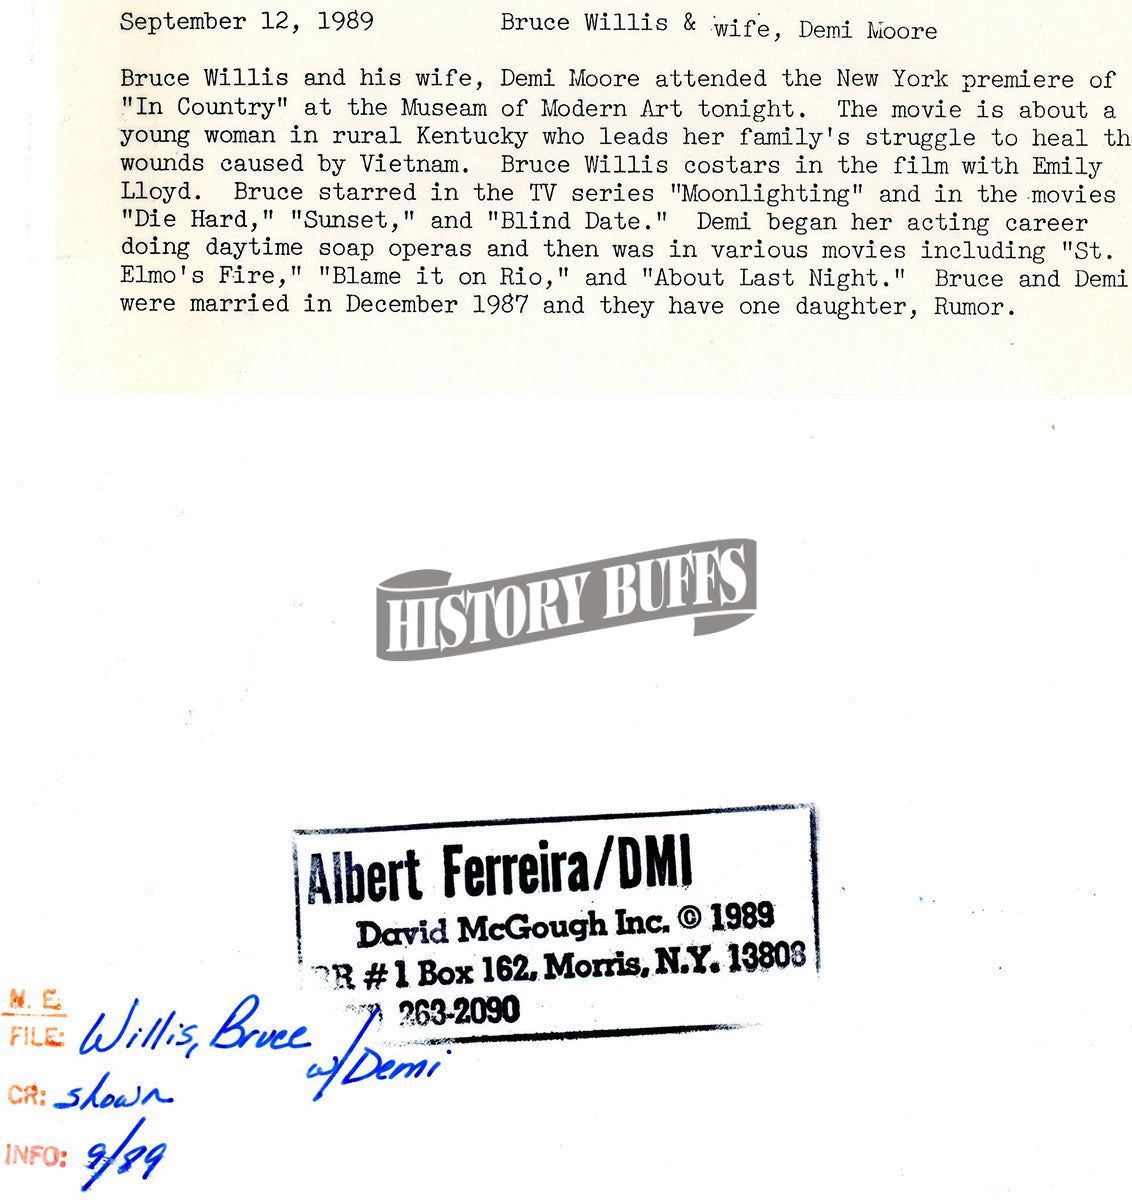 September 12, 1989 Bruce Willis & wife, Demi Moore
Bruce Willis and his wife, Demi Moore attended the New York premiere of
"In Country" at the Museam of Modern Art tonight. The movie is about a
young woman in rural Kentucky who leads her family's struggle to heal th
wounds caused by Vietnam. Bruce Willis costars in the film with Emily
Lloyd. Bruce starred in the TV series "Moonlighting" and in the movies
"Die Hard," "Sunset," and "Blind Date." Demi began her acting career
doing daytime soap operas and then was in various movies including "St.
Elmo's Fire," "Blame it on Rio," and "About Last Night." Bruce and Demi
were married in December 1987 and they have one daughter, Rumor.
HISTORY BUFFS
Albert Ferreira/DMI
David McGough Inc. © 1989
RR #1 Box 162, Morris, N.Y. 13808
263-2090
N. E.
FILE: Willis, Bruce
w/Demi
CR: shown
INFO: 9/89